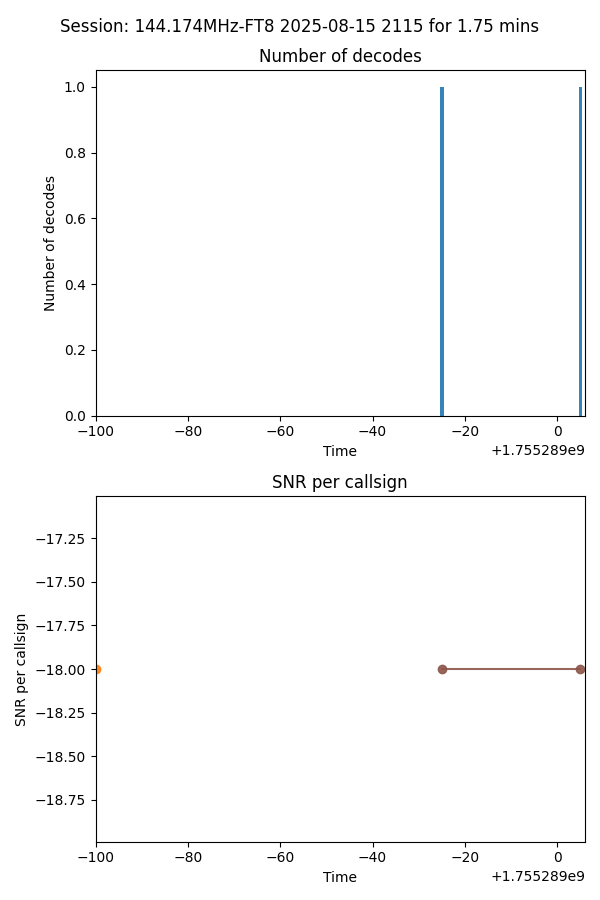 Session: 144.174MHz-FT8 2025-08-15 2115 for 1.75 mins
Number of decodes
1.0
0.8
0.6
0.4
0.2
0.0
Number of decodes
−100 −80 −60 −40 −20 0
Time
+1.755289e9
SNR per callsign
−17.25
−17.50
−17.75
−18.00
−18.25
−18.50
−18.75
SNR per callsign
−100 −80 −60 −40 −20 0
Time
+1.755289e9